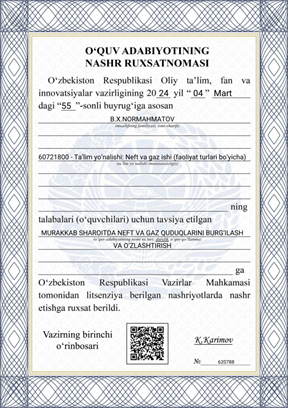 O‘QUV ADABIYOTINING
NASHR RUXSATNOMASI
O‘zbekiston Respublikasi Oliy ta’lim, fan va
innovatsiyalar vazirligining 20 24 yil “ 04 ” Mart
dagi “55 ”-sonli buyrug‘iga asosan
B.X.NORMAHMATOV
60721800 - Ta'lim yo'nalishi: Neft va gaz ishi (faoliyat turlari bo'yicha)
ning
talabalari (o‘quvchilari) uchun tavsiya etilgan
MURAKKAB SHAROITDA NEFT VA GAZ QUDUQLARINI BURG'ILASH
VA O'ZLASHTIRISH
ga
O‘zbekiston Respublikasi Vazirlar Mahkamasi
tomonidan litsenziya berilgan nashriyotlarda nashr
etishga ruxsat berildi.
Vazirning birinchi
o‘rinbosari
K.Karimov
№ 620788